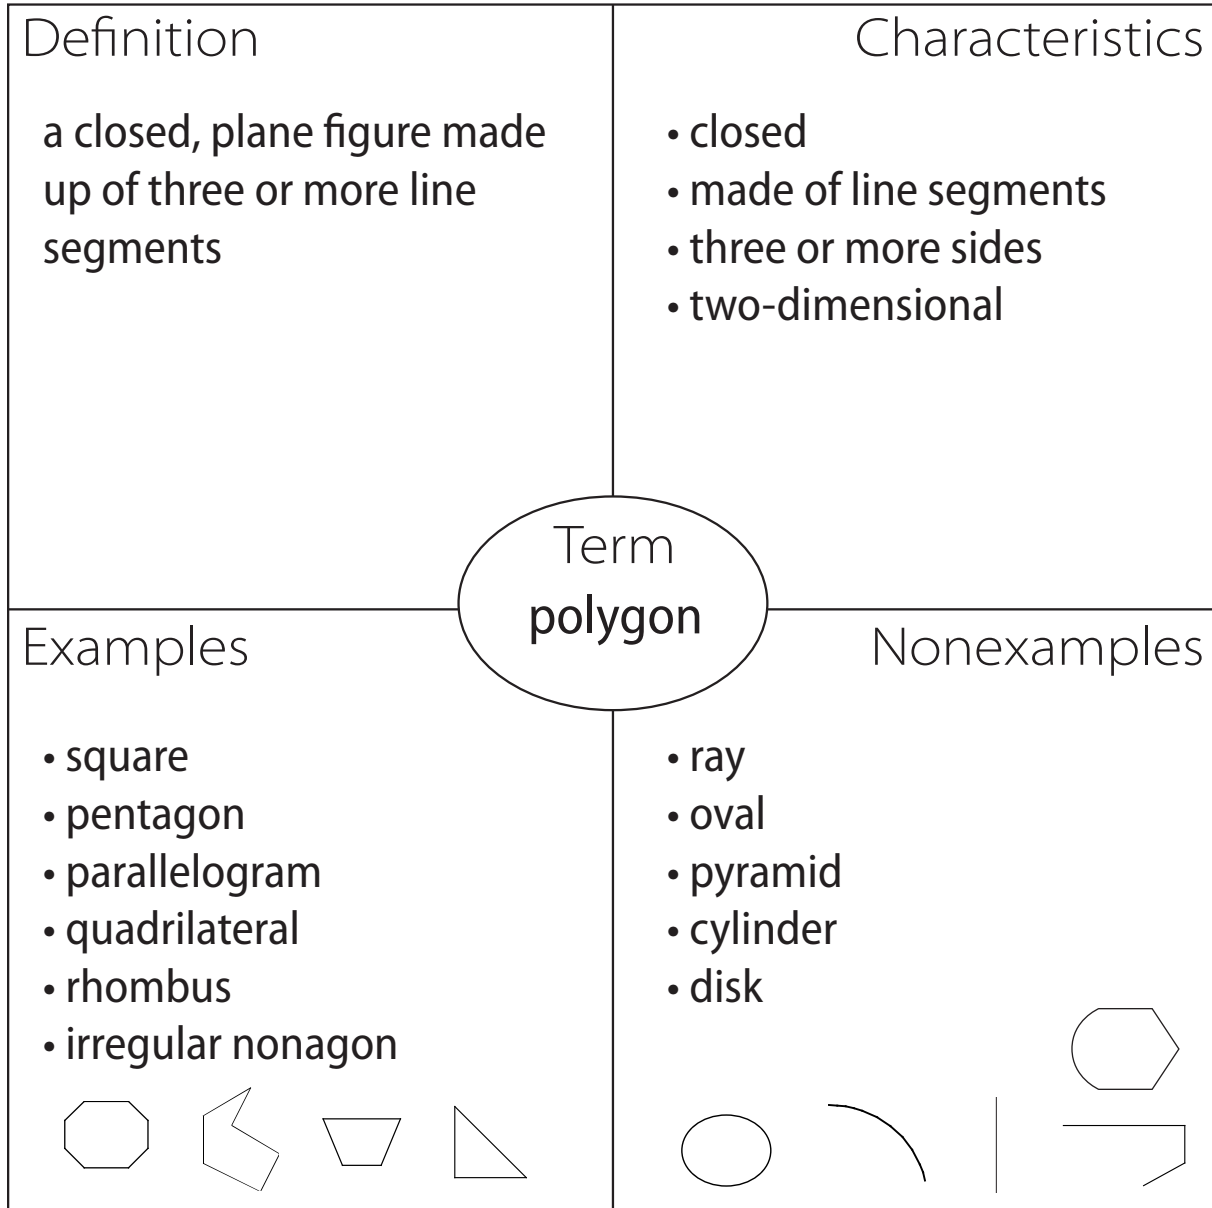 Definition
a closed, plane figure made
up of three or more line
segments
Characteristics
• closed
• made of line segments
• three or more sides
• two-dimensional
Term
polygon
Examples
• square
• pentagon
• parallelogram
• quadrilateral
• rhombus
• irregular nonagon
Nonexamples
• ray
• oval
• pyramid
• cylinder
• disk